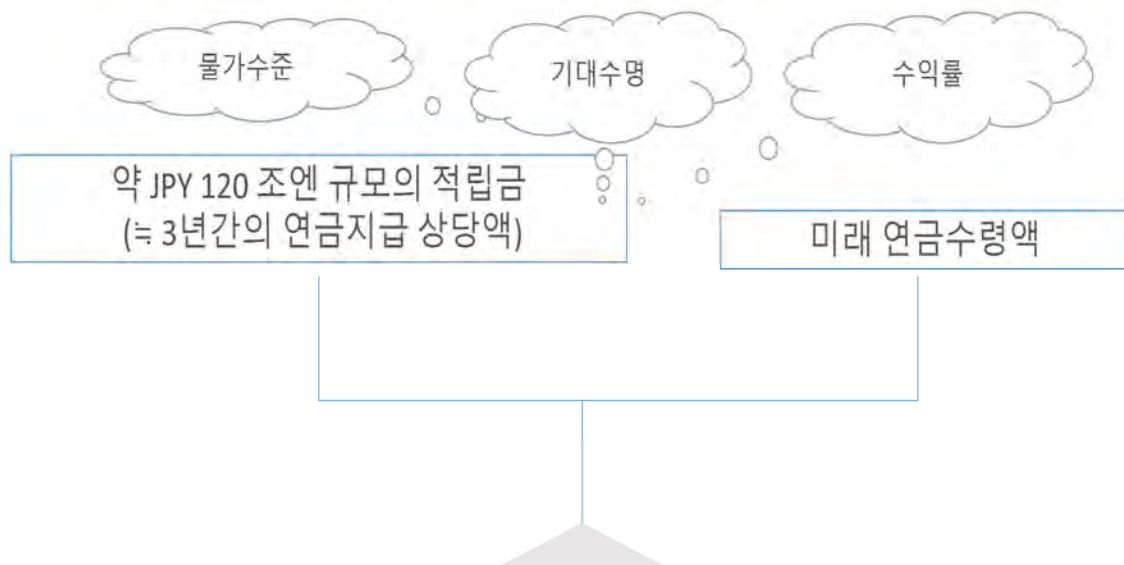 물가수준
기대수명
수익률
약 JPY 120 조엔 규모의 적립금
(≒ 3년간의 연금지급 상당액)
미래 연금수령액